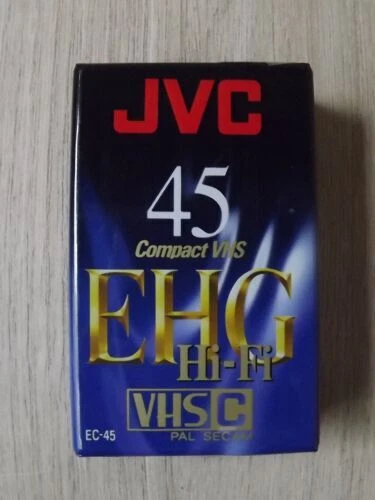 JVC
45
Compact VHS
EHG
Hi-Fi
VHS C
EC-45
PAL SECAM